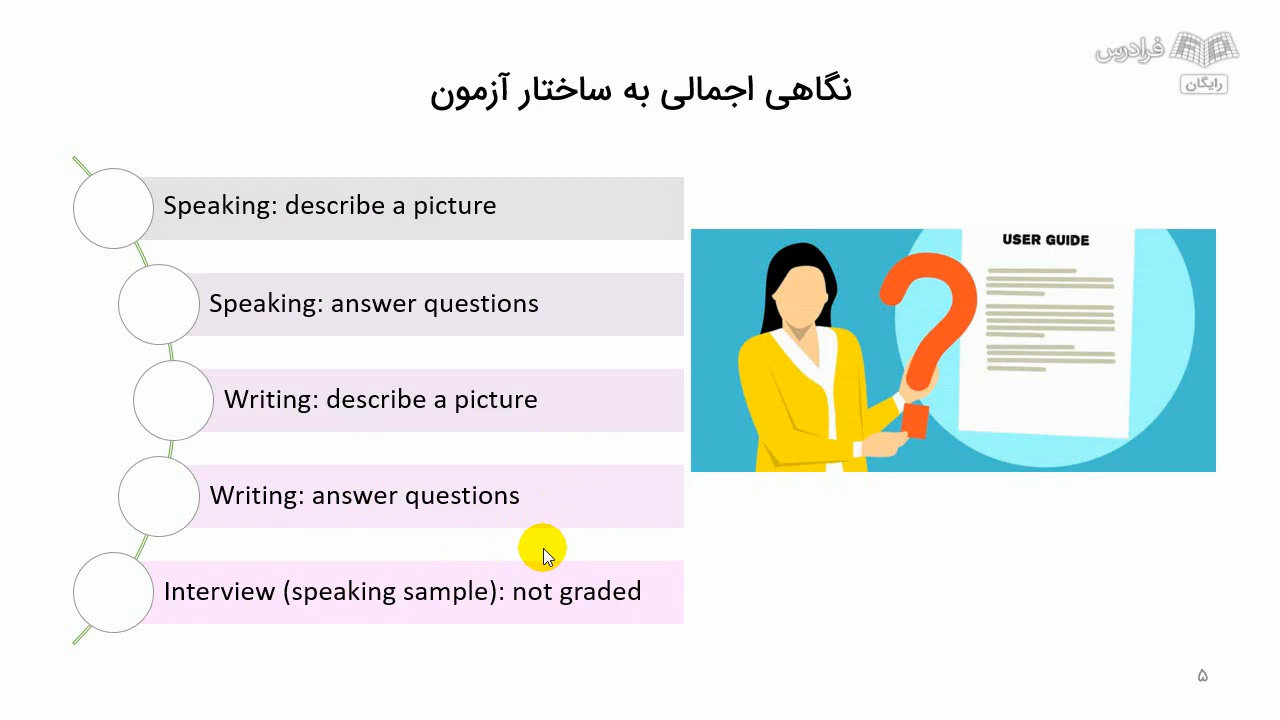 فرادرس
رایگان
نگاهی اجمالی به ساختار آزمون
Speaking: describe a picture
Speaking: answer questions
Writing: describe a picture
Writing: answer questions
Interview (speaking sample): not graded
USER GUIDE
۵